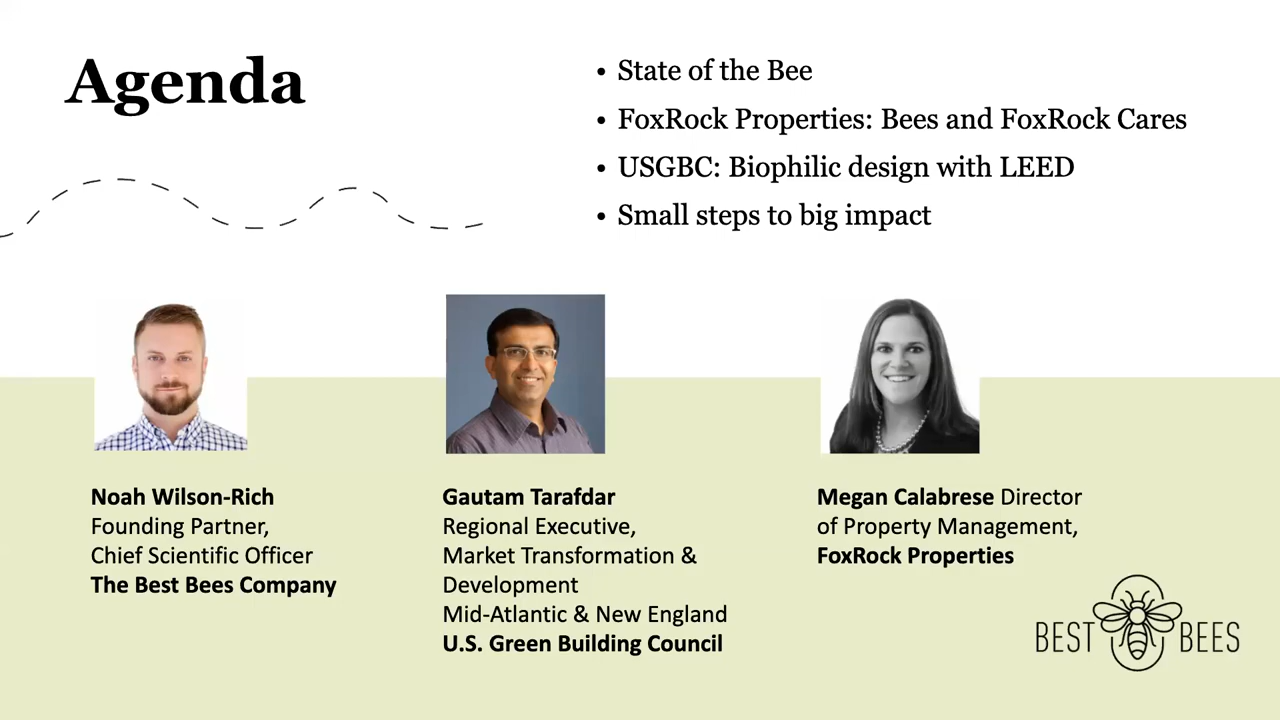 Agenda
• State of the Bee
• FoxRock Properties: Bees and FoxRock Cares
• USGBC: Biophilic design with LEED
• Small steps to big impact
Noah Wilson-Rich
Founding Partner,
Chief Scientific Officer
The Best Bees Company
Gautam Tarafdar
Regional Executive,
Market Transformation &
Development
Mid-Atlantic & New England
U.S. Green Building Council
Megan Calabrese Director
of Property Management,
FoxRock Properties
BEST BEES